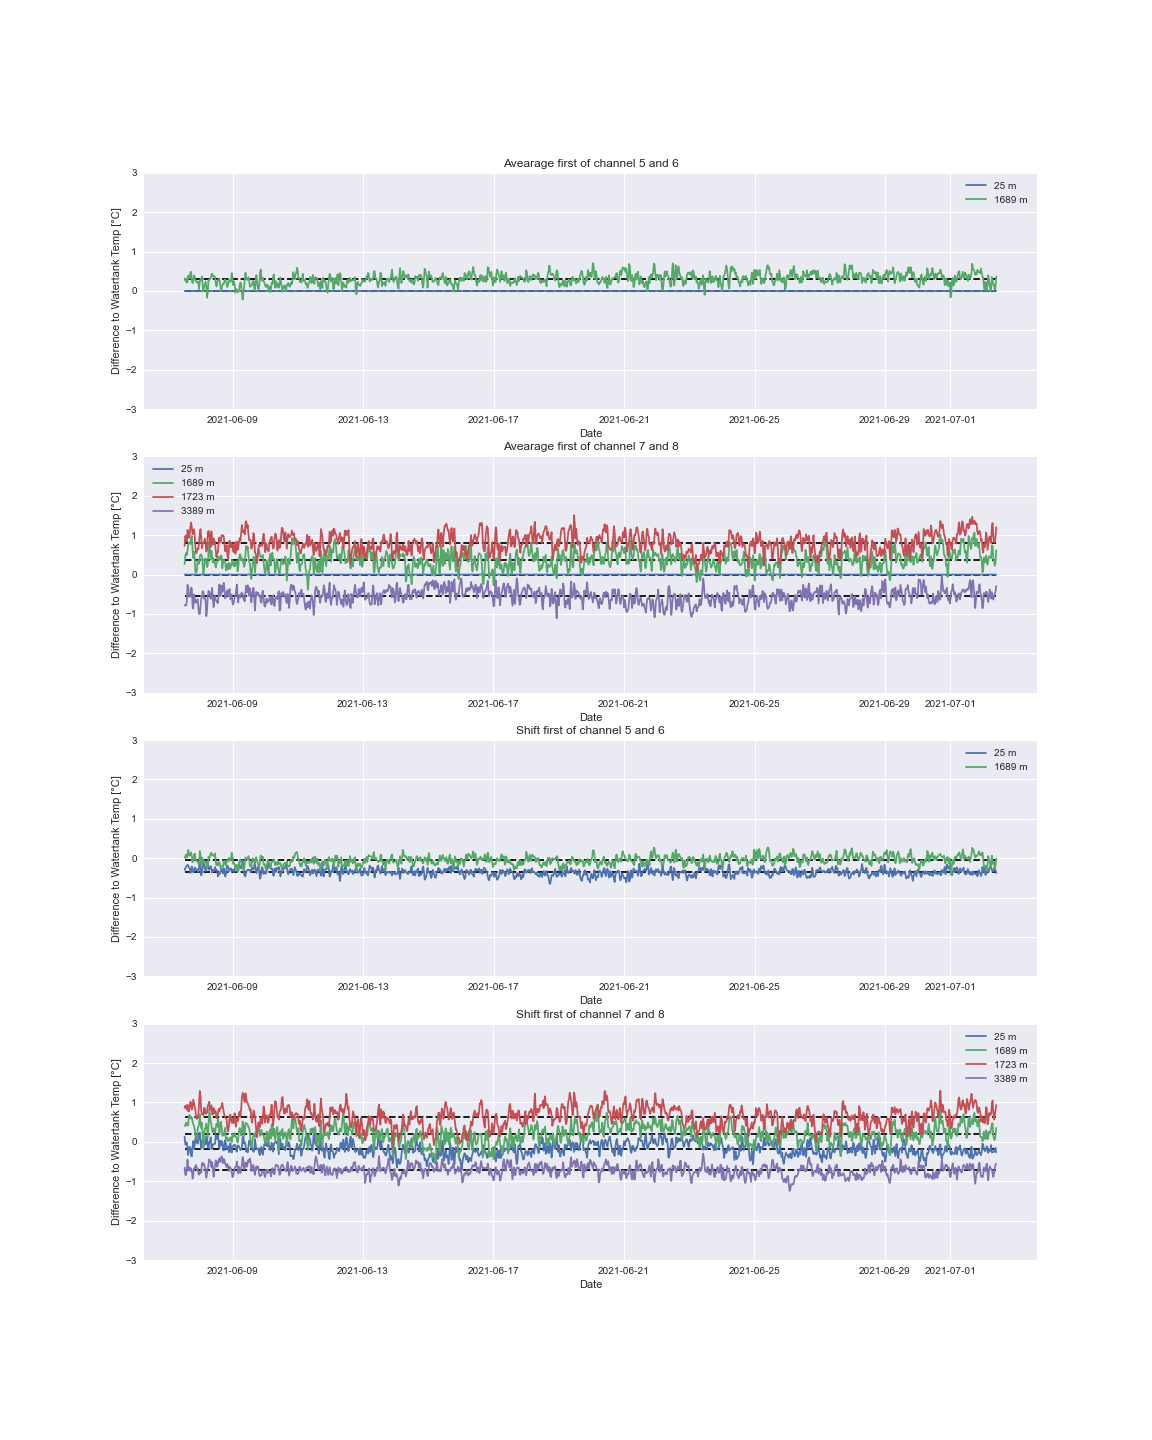 Avearage first of channel 5 and 6
Difference to Watertank Temp [°C]
3
2
1
0
−1
−2
−3
25 m
1689 m
2021-06-09 2021-06-13 2021-06-17 2021-06-21 2021-06-25 2021-06-29 2021-07-01
Date
Avearage first of channel 7 and 8
Difference to Watertank Temp [°C]
3
2
1
0
−1
−2
−3
25 m
1689 m
1723 m
3389 m
2021-06-09 2021-06-13 2021-06-17 2021-06-21 2021-06-25 2021-06-29 2021-07-01
Date
Shift first of channel 5 and 6
Difference to Watertank Temp [°C]
3
2
1
0
−1
−2
−3
25 m
1689 m
2021-06-09 2021-06-13 2021-06-17 2021-06-21 2021-06-25 2021-06-29 2021-07-01
Date
Shift first of channel 7 and 8
Difference to Watertank Temp [°C]
3
2
1
0
−1
−2
−3
25 m
1689 m
1723 m
3389 m
2021-06-09 2021-06-13 2021-06-17 2021-06-21 2021-06-25 2021-06-29 2021-07-01
Date